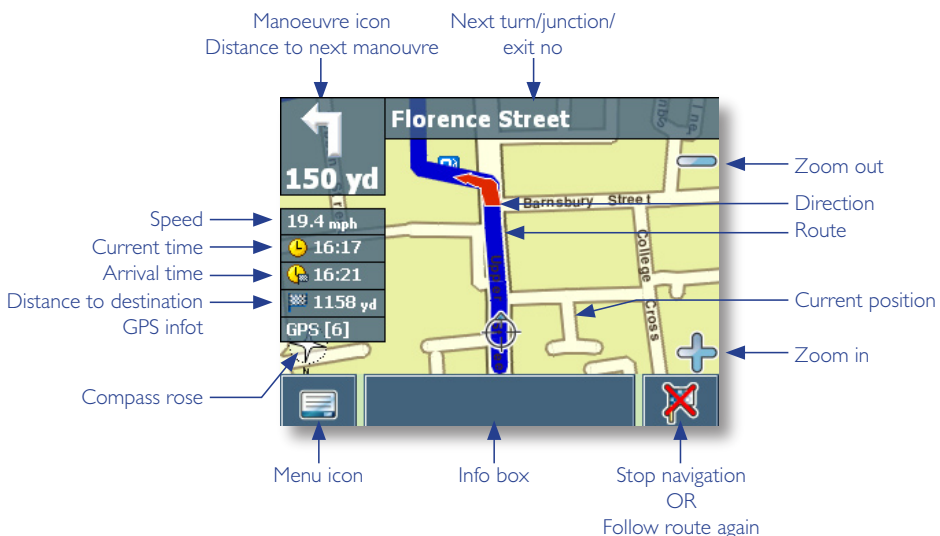 Manoeuvre icon
Distance to next manouvre
Next turn/junction/
exit no
Florence Street
150 yd
Zoom out
Barnsbury Street
Direction
Speed
19.4 mph
Route
Current time
16:17
College Cross
Arrival time
16:21
Distance to destination
1158 yd
Current position
GPS infot
GPS [6]
Upper
Zoom in
N
Compass rose
Menu icon
Info box
Stop navigation
OR
Follow route again